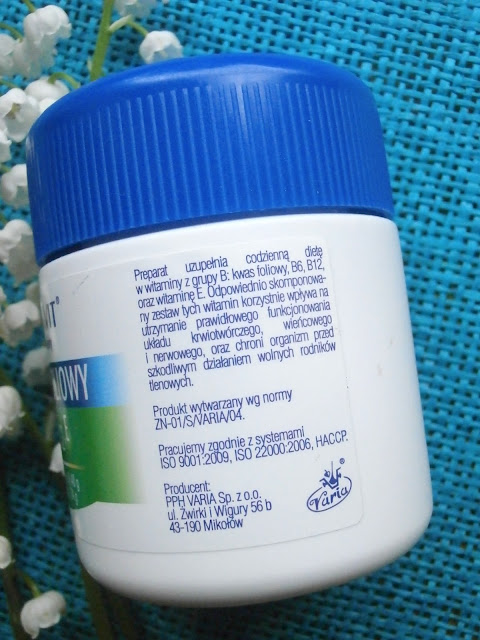 Preparat uzupełnia codzienną dietę
w witaminy z grupy B: kwas foliowy, B6, B12,
oraz witaminę E. Odpowiednio skomponowa-
ny zestaw tych witamin korzystnie wpływa na
utrzymanie prawidłowego funkcjonowania
układu krwiotwórczego, wieńcowego
i nerwowego, oraz chroni organizm przed
szkodliwym działaniem wolnych rodników
tlenowych.
Produkt wytwarzany wg normy
ZN-01/S/VARIA/04.
Pracujemy zgodnie z systemami
ISO 9001:2009, ISO 22000:2006, HACCP.
Producent:
PPH VARIA Sp. z o.o.
ul. Żwirki i Wigury 56 b
43-190 Mikołów
Varia
IT®
LIOWY
E